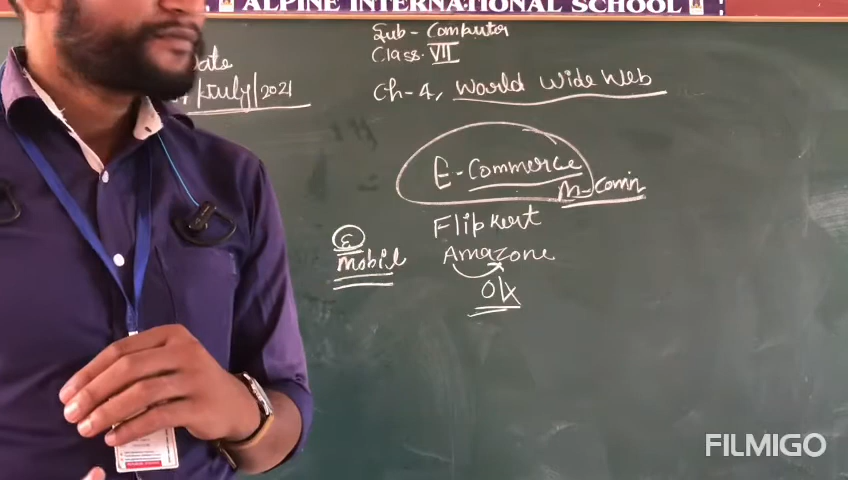 ALPINE INTERNATIONAL SCHOOL
Sub- Computer
Class- VII
Date
/July/2021
Ch-4, World Wide Web
E-Commerce
M-Comm
Flipkert
Amazone
Mobil
Olx
FILMIGO